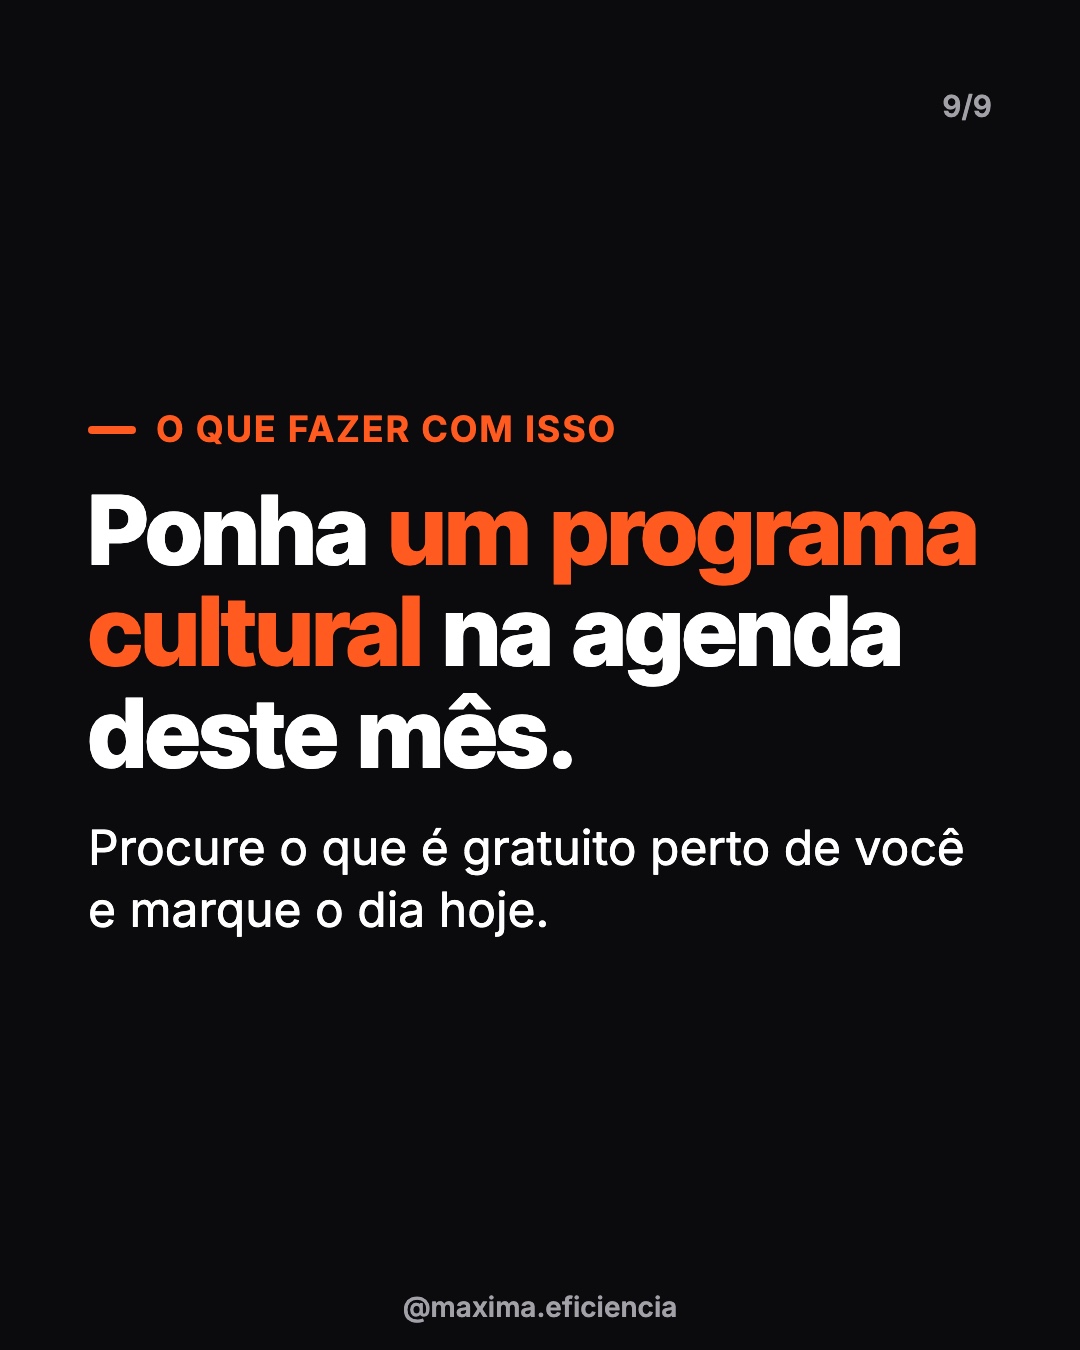 9/9
O QUE FAZER COM ISSO
Ponha um programa
cultural na agenda
deste mês.
Procure o que é gratuito perto de você
e marque o dia hoje.
@maxima.eficiencia